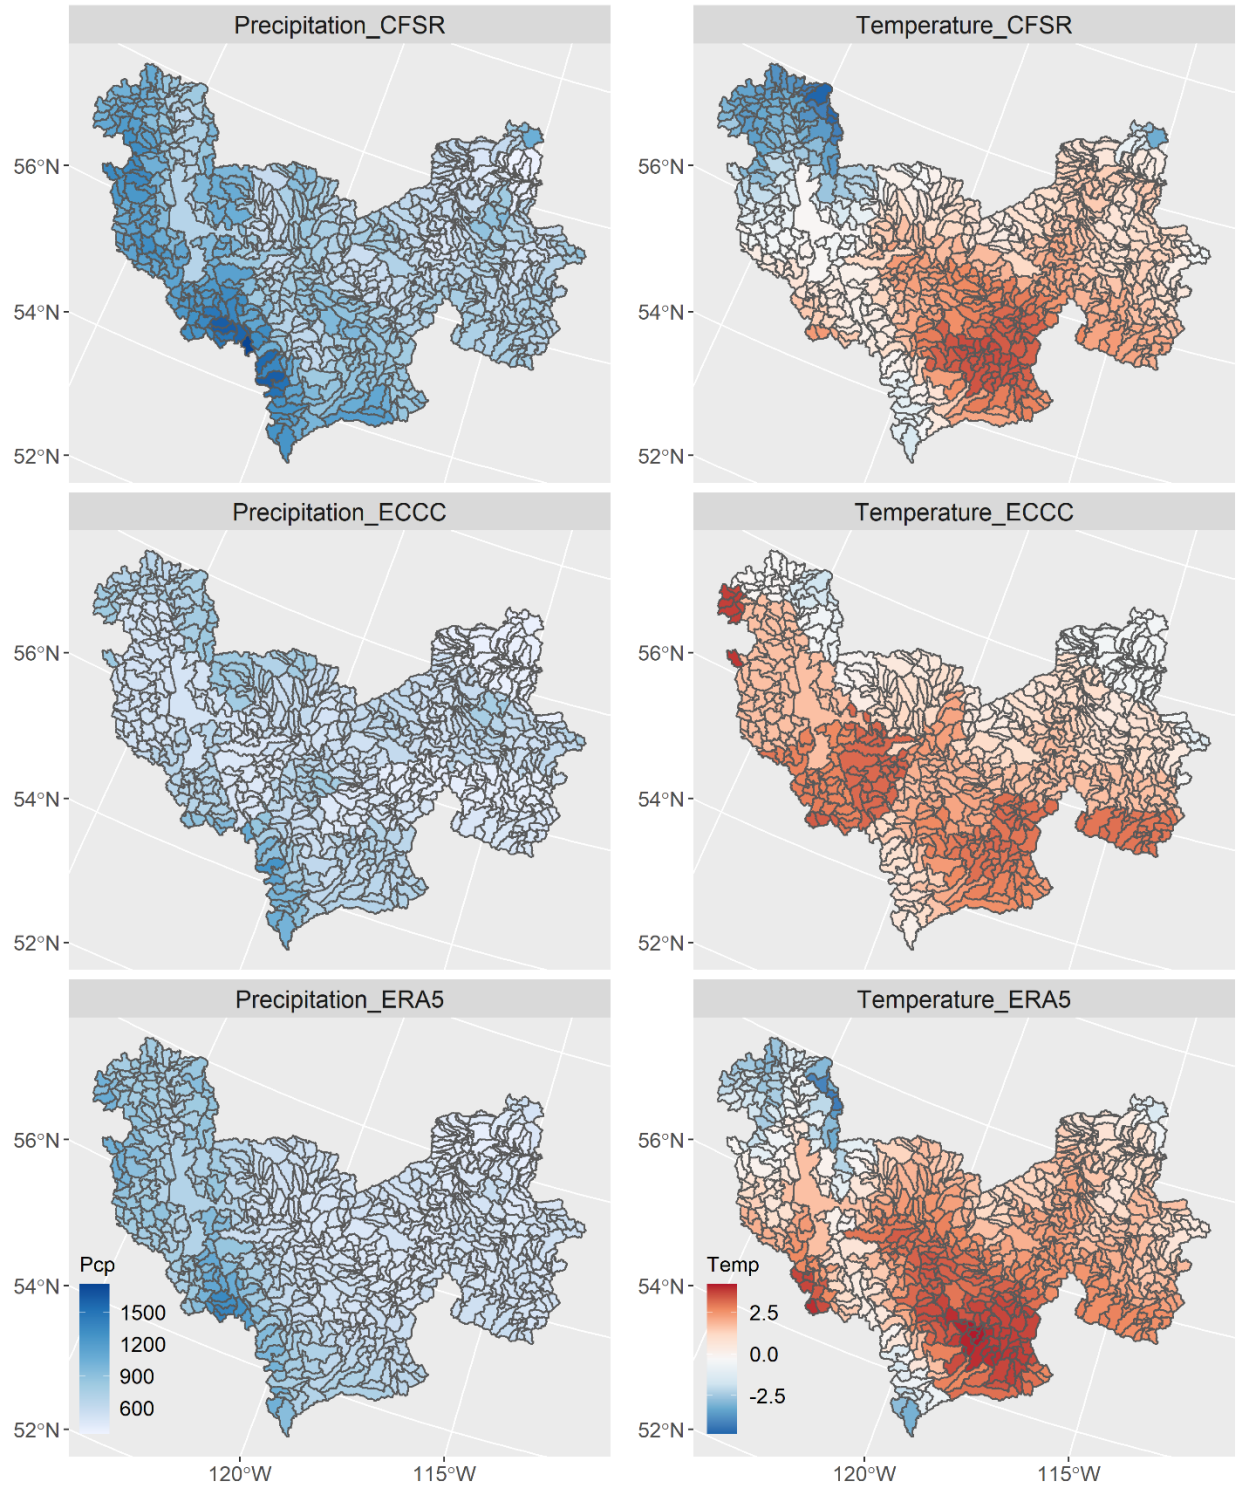 Precipitation_CFSR
Temperature_CFSR
56°N
54°N
52°N
56°N
54°N
52°N
Precipitation_ECCC
Temperature_ECCC
56°N
54°N
52°N
56°N
54°N
52°N
Precipitation_ERA5
Temperature_ERA5
56°N
54°N
52°N
Pcp
1500
1200
900
600
56°N
54°N
52°N
Temp
2.5
0.0
-2.5
120°W
115°W
120°W
115°W